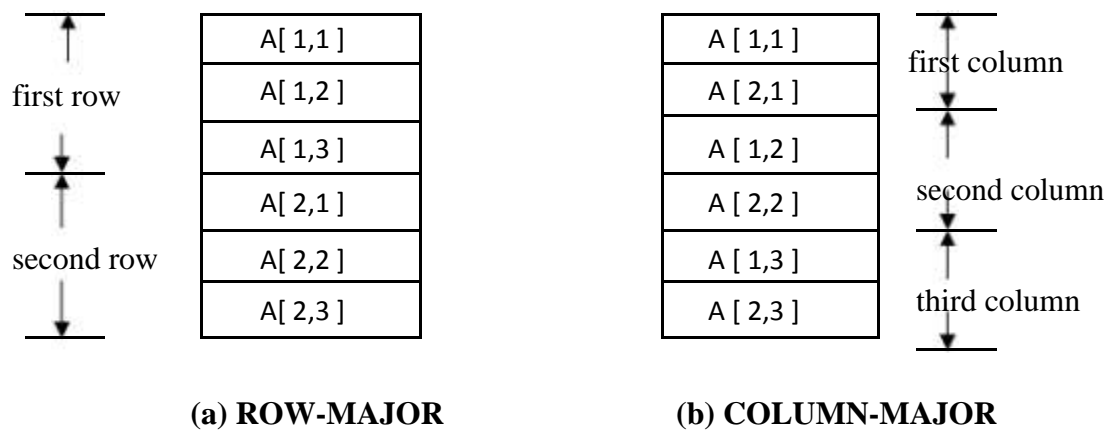 first row
second row
A[ 1,1 ]
A[ 1,2 ]
A[ 1,3 ]
A[ 2,1 ]
A[ 2,2 ]
A[ 2,3 ]
(a) ROW-MAJOR
A [ 1,1 ]
A [ 2,1 ]
A [ 1,2 ]
A [ 2,2 ]
A [ 1,3 ]
A [ 2,3 ]
first column
second column
third column
(b) COLUMN-MAJOR